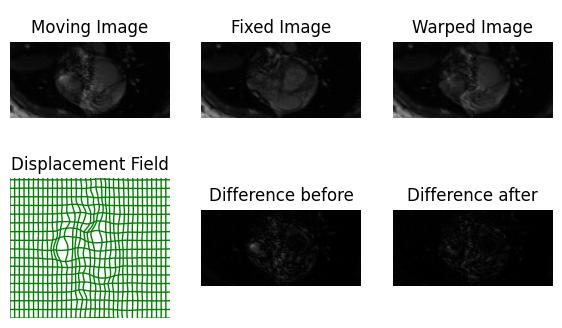 Moving Image
Fixed Image
Warped Image
Displacement Field
Difference before
Difference after